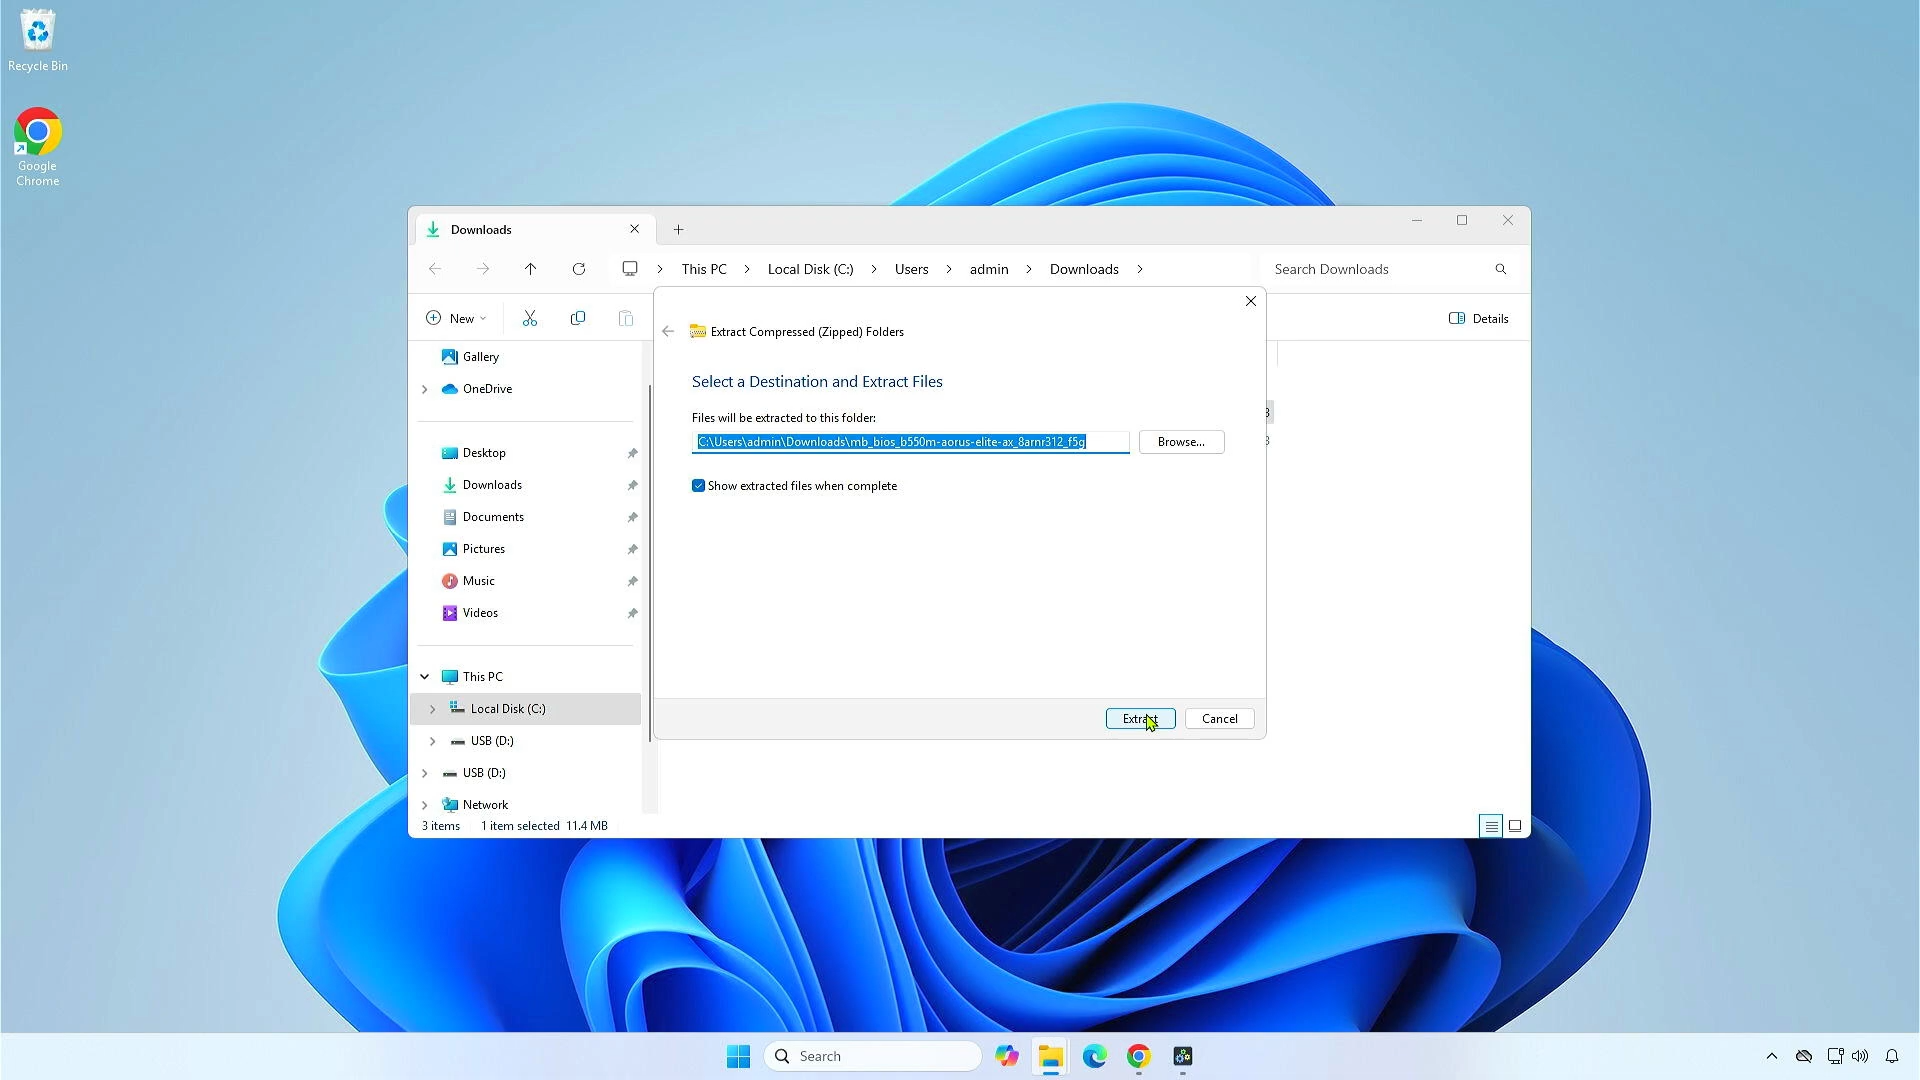 Recycle Bin
Google
Chrome
Downloads
This PC
Local Disk (C:)
Users
admin
Downloads
Search Downloads
New
Details
Extract Compressed (Zipped) Folders
Select a Destination and Extract Files
Files will be extracted to this folder:
C:\Users\admin\Downloads\mb_bios_b550m-aorus-elite-ax_8arnr312_f5g
Browse...
Show extracted files when complete
Extract
Cancel
Gallery
OneDrive
Desktop
Downloads
Documents
Pictures
Music
Videos
This PC
Local Disk (C:)
USB (D:)
USB (D:)
Network
3 items 1 item selected 11.4 MB
Search